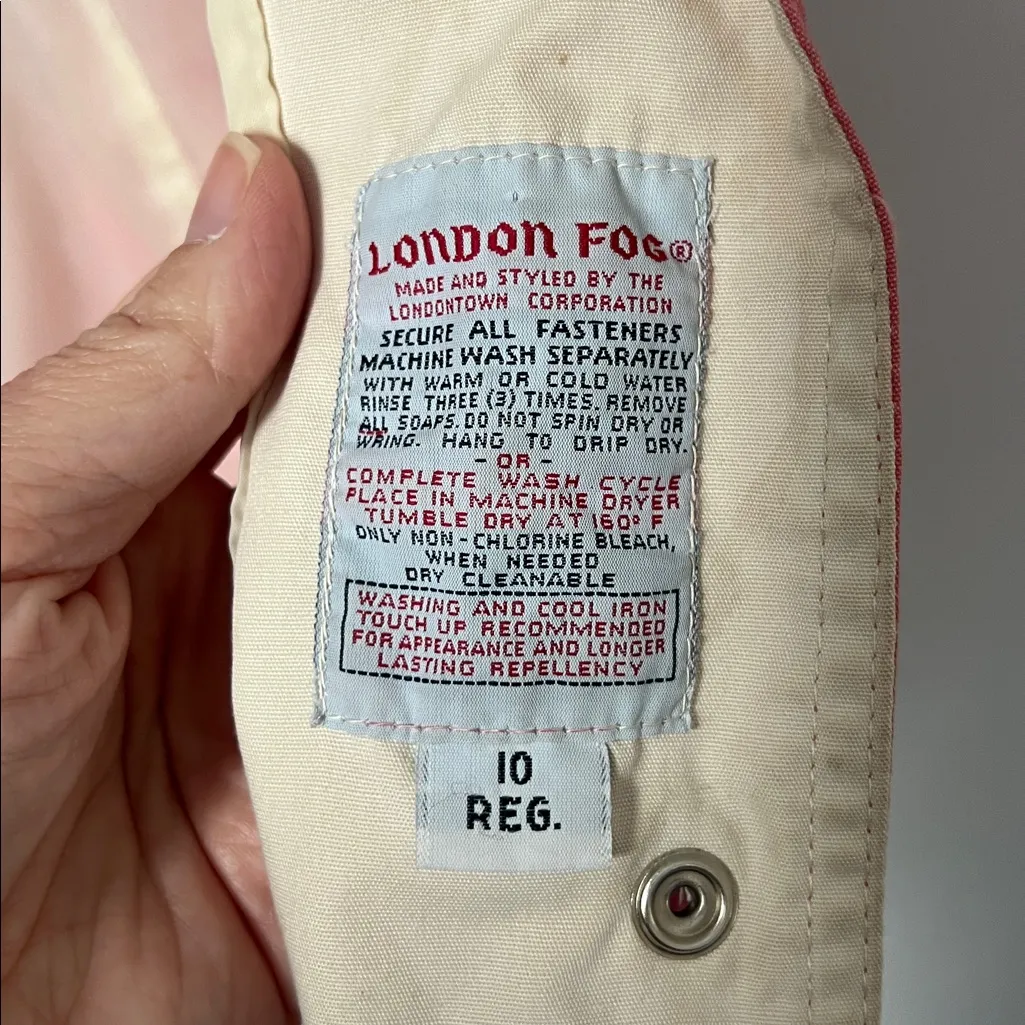 LONDON FOG®
MADE AND STYLED BY THE
LONDONTOWN CORPORATION
SECURE ALL FASTENERS
MACHINE WASH SEPARATELY
WITH WARM OR COLD WATER
RINSE THREE (3) TIMES. REMOVE
ALL SOAPS. DO NOT SPIN DRY OR
WRING. HANG TO DRIP DRY.
- OR -
COMPLETE WASH CYCLE
PLACE IN MACHINE DRYER
TUMBLE DRY AT 160° F
ONLY NON-CHLORINE BLEACH,
WHEN NEEDED
DRY CLEANABLE
WASHING AND COOL IRON
TOUCH UP RECOMMENDED
FOR APPEARANCE AND LONGER
LASTING REPELLENCY
10
REG.